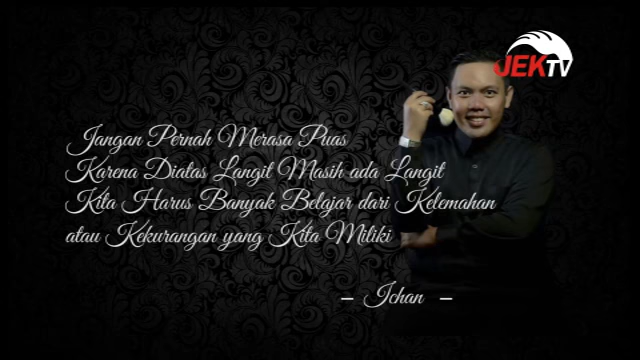 JEKTV
Jangan Pernah Merasa Puas
Karena Diatas Langit Masih ada Langit
Kita Harus Banyak Belajar dari Kelemahan
atau Kekurangan yang Kita Miliki
– Ichan –